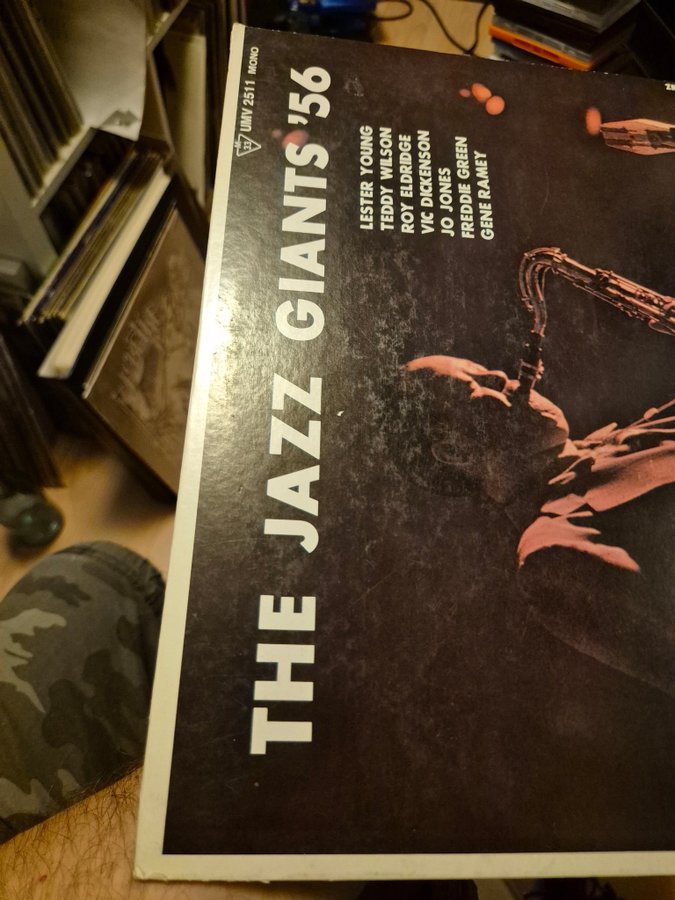 33 UMV 2511 MONO
THE JAZZ GIANTS '56
LESTER YOUNG
TEDDY WILSON
ROY ELDRIDGE
VIC DICKENSON
JO JONES
FREDDIE GREEN
GENE RAMEY